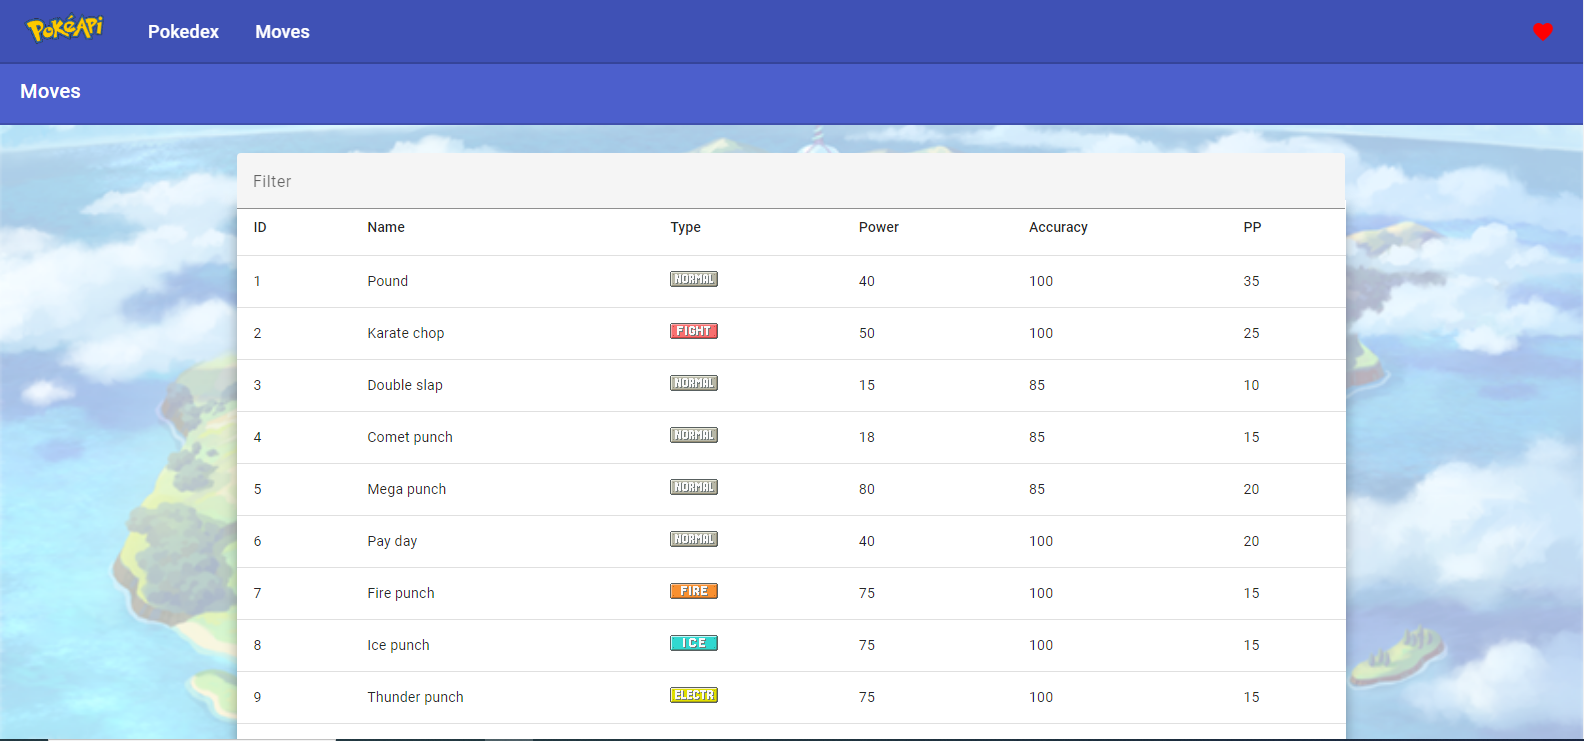 PokéAPi Pokedex Moves
Moves
Filter
ID Name Type Power Accuracy PP
1 Pound NORMAL 40 100 35
2 Karate chop FIGHT 50 100 25
3 Double slap NORMAL 15 85 10
4 Comet punch NORMAL 18 85 15
5 Mega punch NORMAL 80 85 20
6 Pay day NORMAL 40 100 20
7 Fire punch FIRE 75 100 15
8 Ice punch ICE 75 100 15
9 Thunder punch ELECTR 75 100 15